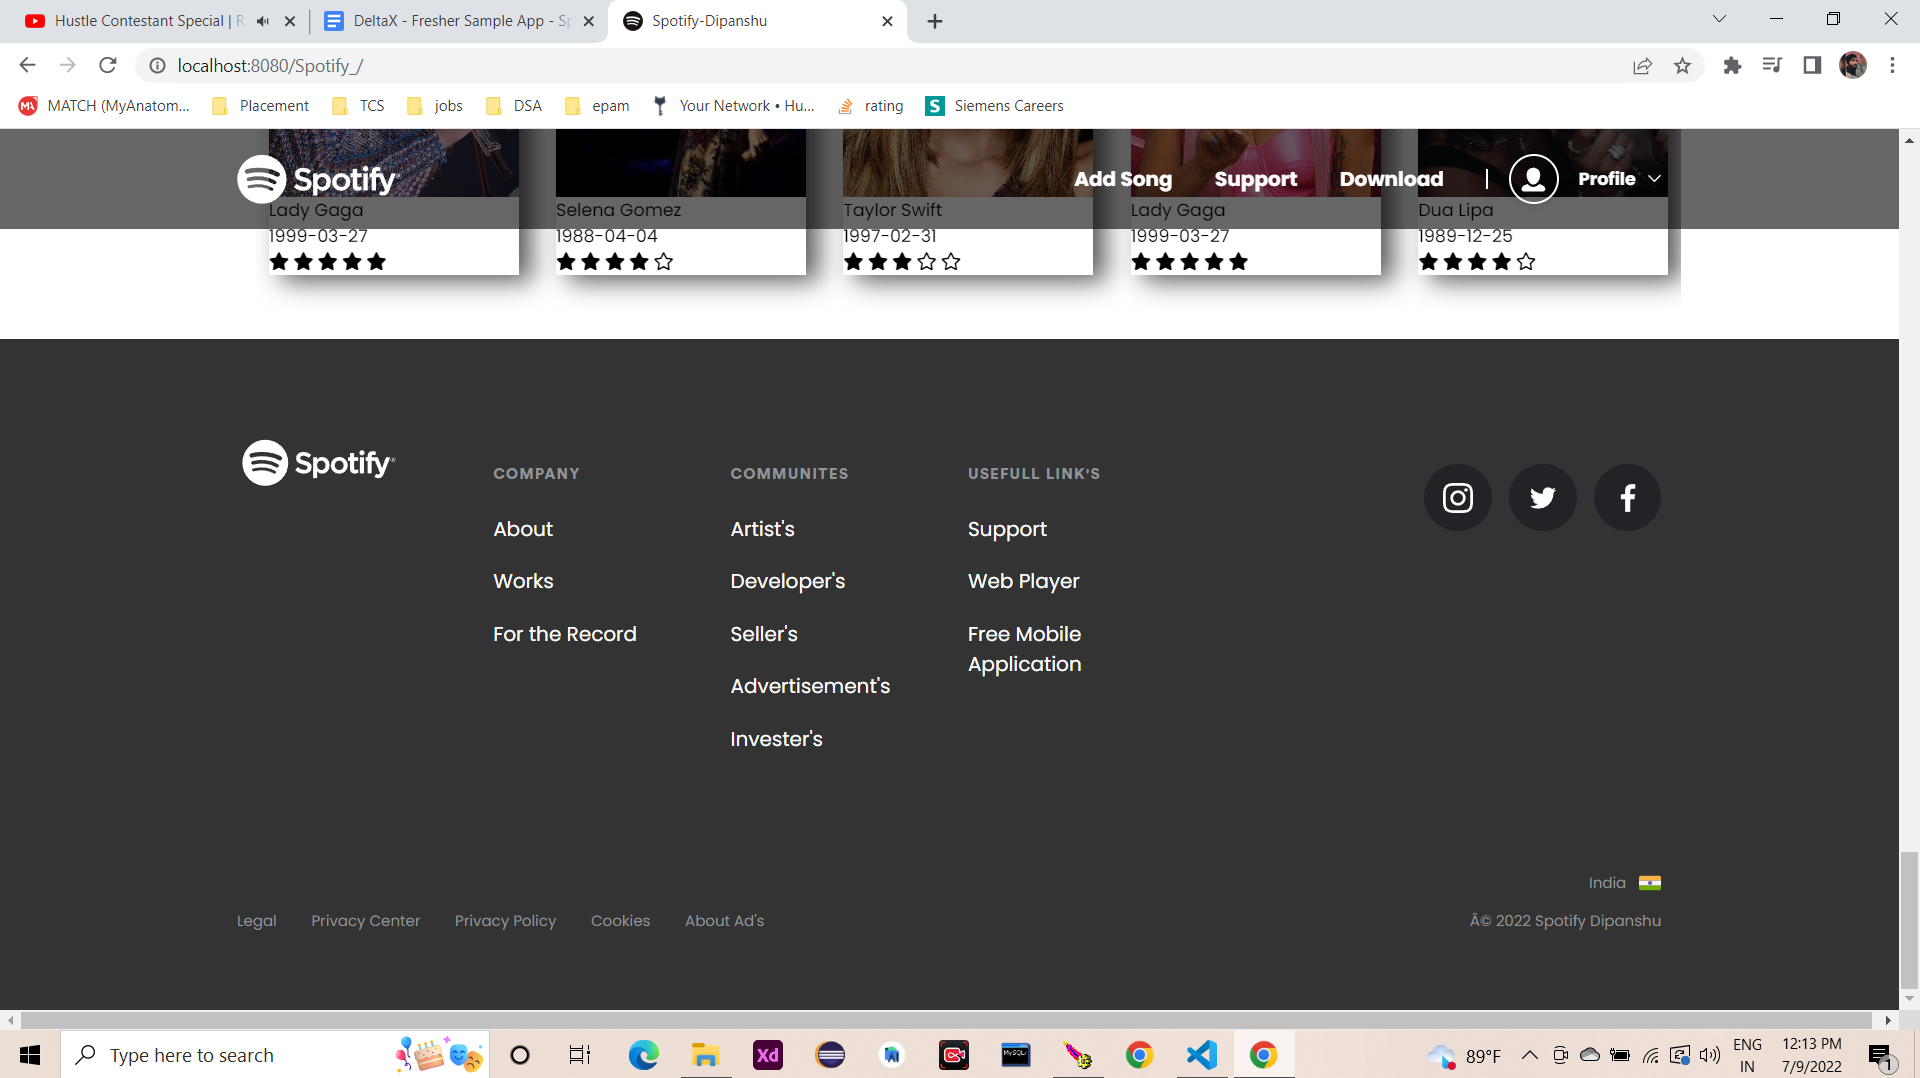 Hustle Contestant Special | R
DeltaX - Fresher Sample App - Sp
Spotify-Dipanshu
localhost:8080/Spotify_/
MATCH (MyAnatom...
Placement
TCS
jobs
DSA
epam
Your Network • Hu...
rating
S
Siemens Careers
Spotify
Add Song
Support
Download
|
Profile
Lady Gaga
1999-03-27
Selena Gomez
1988-04-04
Taylor Swift
1997-02-31
Lady Gaga
1999-03-27
Dua Lipa
1989-12-25
Spotify®
COMPANY
About
Works
For the Record
COMMUNITES
Artist's
Developer's
Seller's
Advertisement's
Invester's
USEFULL LINK'S
Support
Web Player
Free Mobile
Application
India
Legal
Privacy Center
Privacy Policy
Cookies
About Ad's
Â© 2022 Spotify Dipanshu
Type here to search
Xd
MySQL
89°F
ENG
IN
12:13 PM
7/9/2022
1